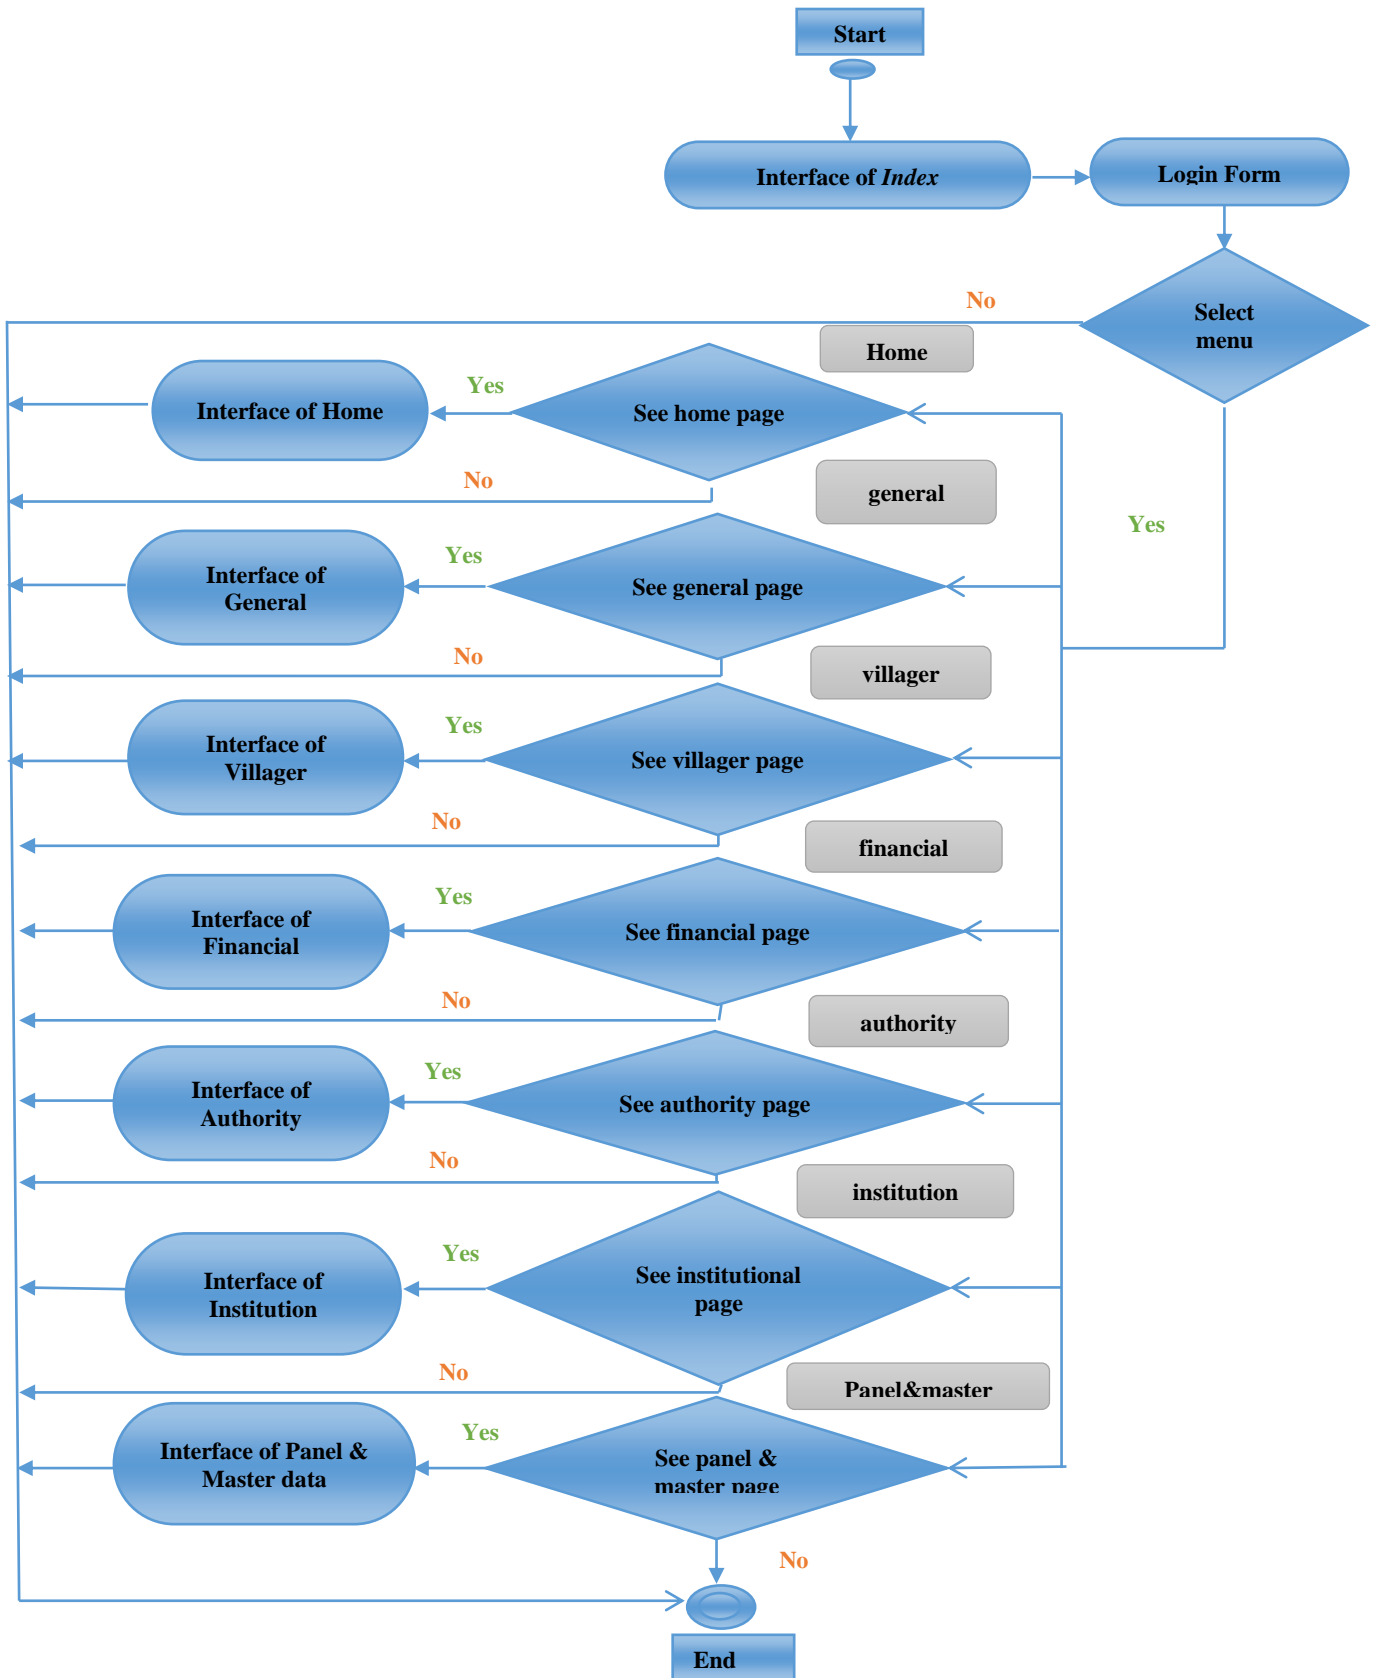 Start
Interface of Index
Login Form
Select
menu
No
Home
Yes
Interface of Home
See home page
No
general
Yes
Yes
Interface of
General
See general page
No
villager
Yes
Interface of
Villager
See villager page
No
financial
Yes
Interface of
Financial
See financial page
No
authority
Yes
Interface of
Authority
See authority page
No
institution
Yes
Interface of
Institution
See institutional
page
No
Panel&master
Yes
Interface of Panel &
Master data
See panel &
master page
No
End